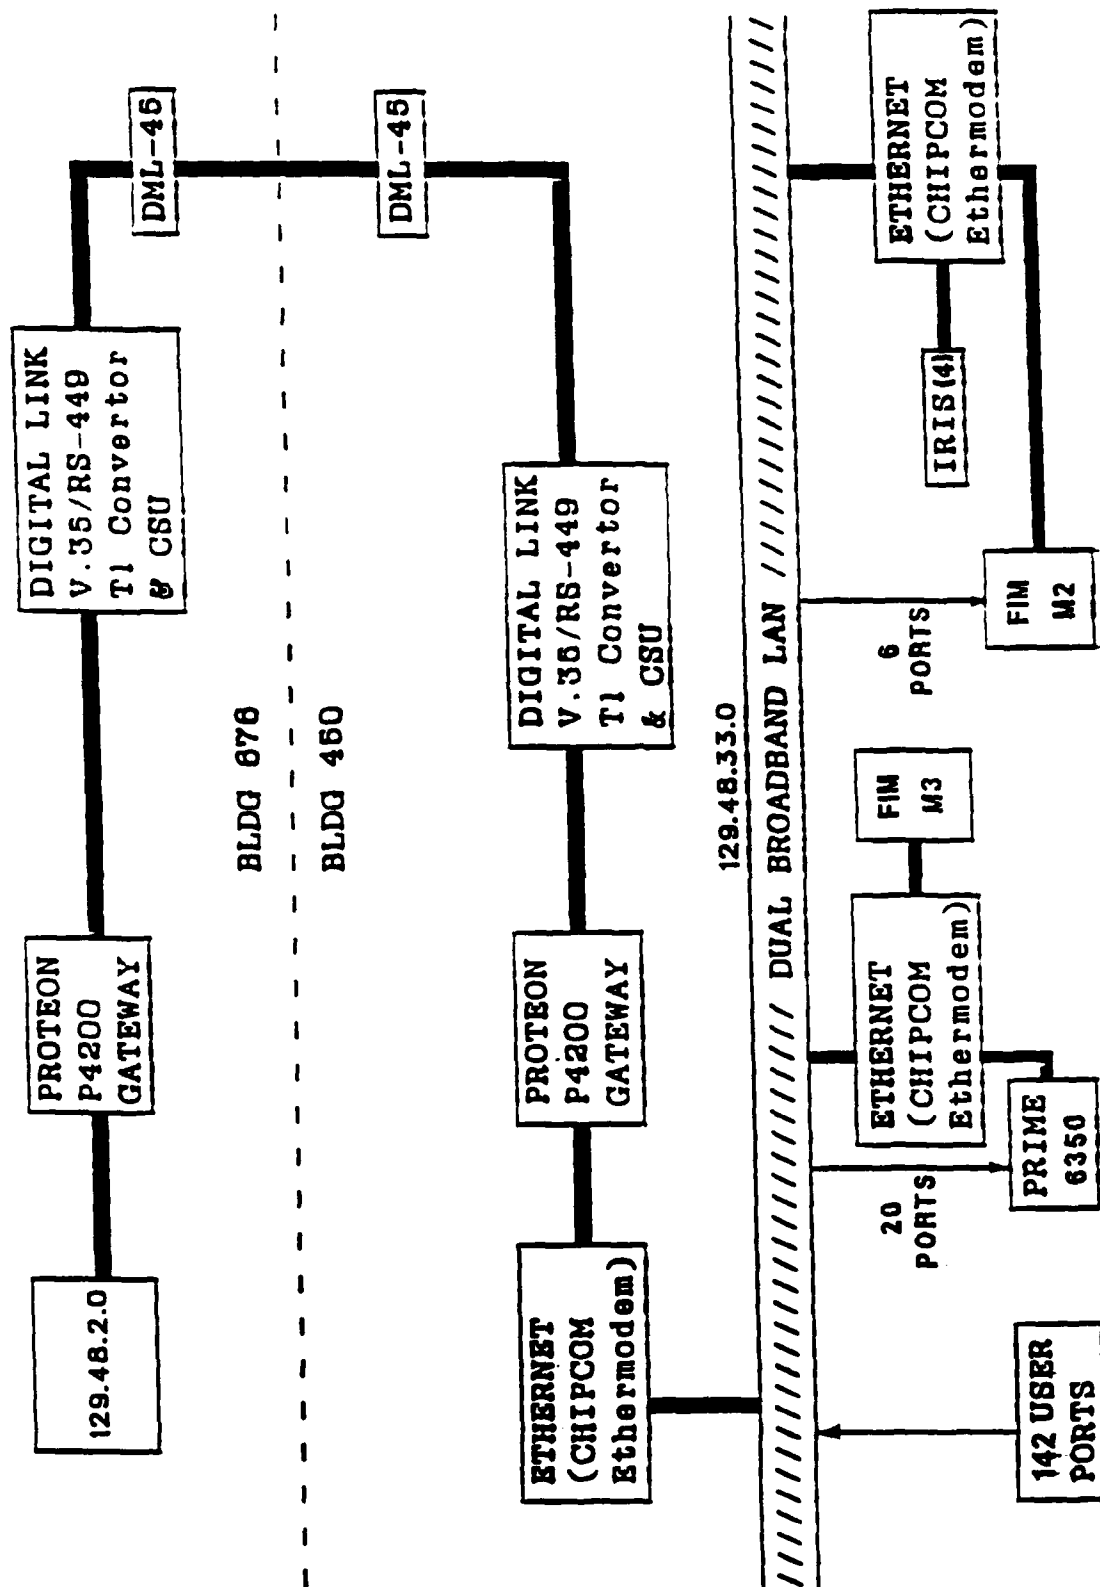 129.48.2.0
PROTEON
P4200
GATEWAY
DIGITAL LINK
V.35/RS-449
T1 Convertor
& CSU
DML-45
BLDG 676
BLDG 450
DML-45
ETHERNET
(CHIPCOM
Ethermodem)
PROTEON
P4200
GATEWAY
DIGITAL LINK
V.35/RS-449
T1 Convertor
& CSU
129.48.33.0
DUAL BROADBAND LAN
142 USER
PORTS
20
PORTS
PRIME
6350
ETHERNET
(CHIPCOM
Ethermodem)
FIM
M3
6
PORTS
FIM
M2
IRIS(4)
ETHERNET
(CHIPCOM
Ethermodem)